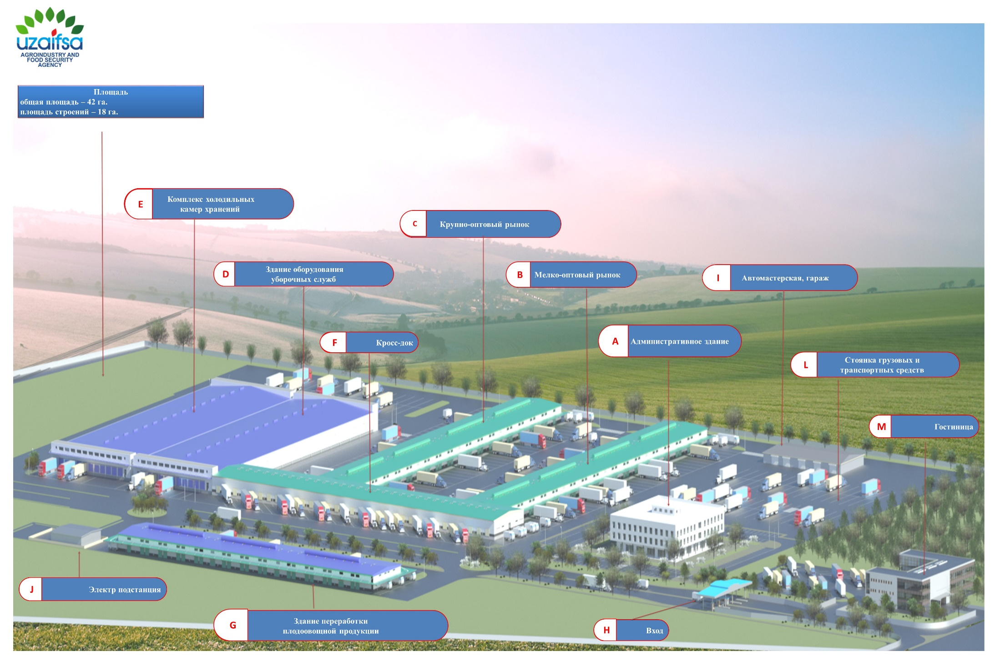 uzaifsa
AGROINDUSTRY AND
FOOD SECURITY
AGENCY
Площадь
общая площадь – 42 га.
площадь строений – 18 га.
E
Комплекс холодильных
камер хранений
C
Крупно-оптовый рынок
D
Здание оборудования
уборочных служб
B
Мелко-оптовый рынок
I
Автомастерская, гараж
F
Кросс-док
A
Административное здание
L
Стоянка грузовых и
транспортных средств
M
Гостиница
J
Электр подстанция
G
Здание переработки
плодоовощной продукции
H
Вход